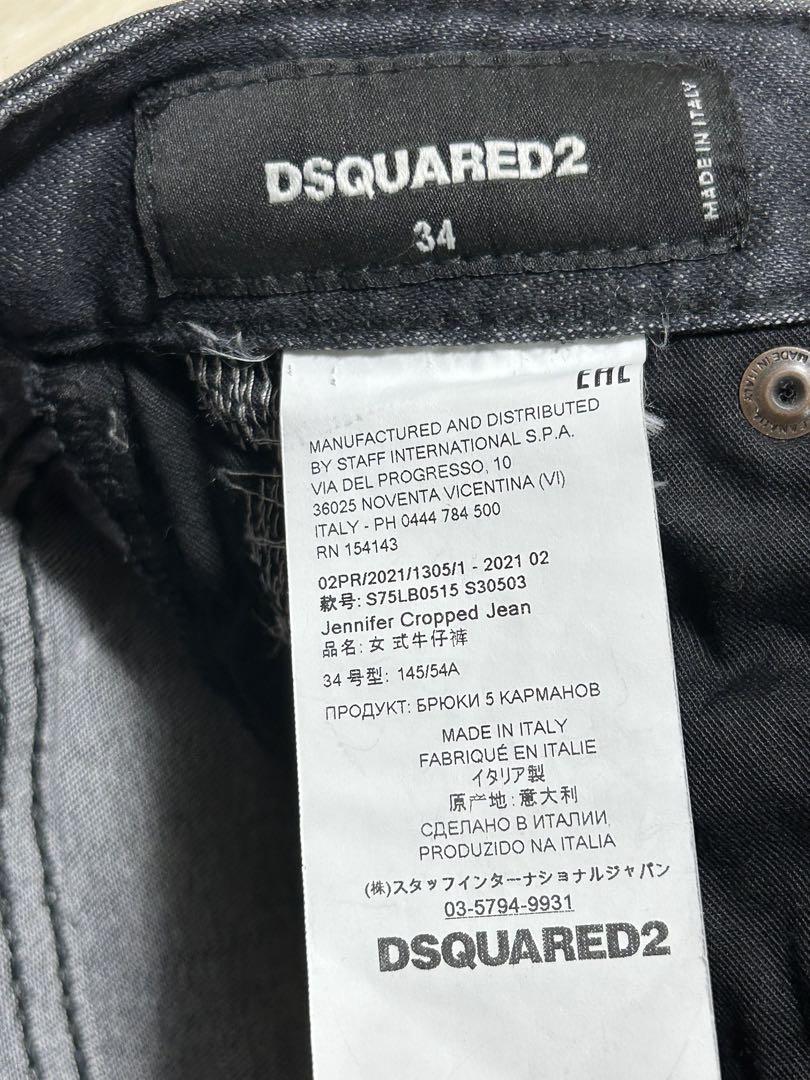 DSQUARED2
34
MADE IN ITALY
EAC
MANUFACTURED AND DISTRIBUTED
BY STAFF INTERNATIONAL S.P.A.
VIA DEL PROGRESSO, 10
36025 NOVENTA VICENTINA (VI)
ITALY - PH 0444 784 500
RN 154143
02PR/2021/1305/1 - 2021 02
款号: S75LB0515 S30503
Jennifer Cropped Jean
品名: 女 式牛仔裤
34 号型: 145/54A
ПРОДУКТ: БРЮКИ 5 КАРМАНОВ
MADE IN ITALY
FABRIQUÉ EN ITALIE
イタリア製
原产地: 意大利
СДЕЛАНО В ИТАЛИИ
PRODUZIDO NA ITALIA
(株)スタッフインターナショナルジャパン
03-5794-9931
DSQUARED2
MADE IN ITALY